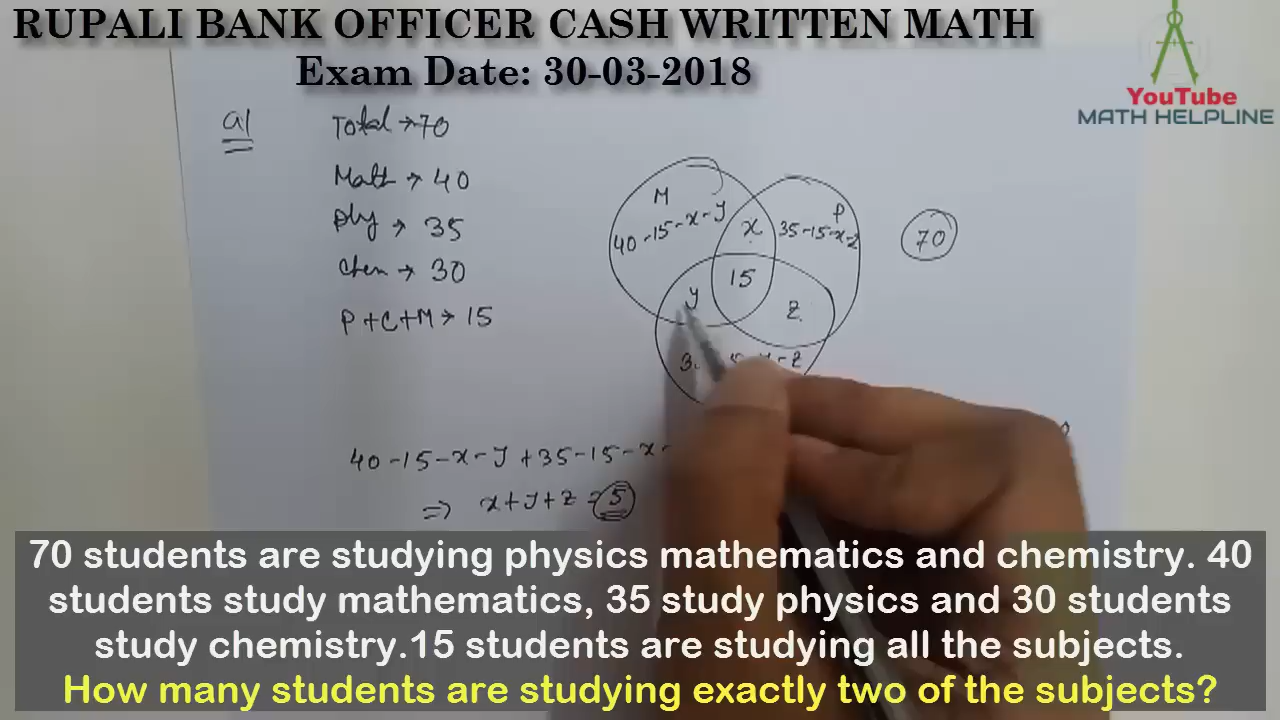 RUPALI BANK OFFICER CASH WRITTEN MATH
Exam Date: 30-03-2018
YouTube
MATH HELPLINE
a)
Total → 70
Math → 40
Phy → 35
Chem → 30
P+C+M → 15
M
40-15-x-y
x
P
35-15-x-z
70
15
y
z
3
-z
40-15-x-y+35-15-x-
⇒ x+y+z = 5
70 students are studying physics mathematics and chemistry. 40
students study mathematics, 35 study physics and 30 students
study chemistry.15 students are studying all the subjects.
How many students are studying exactly two of the subjects?